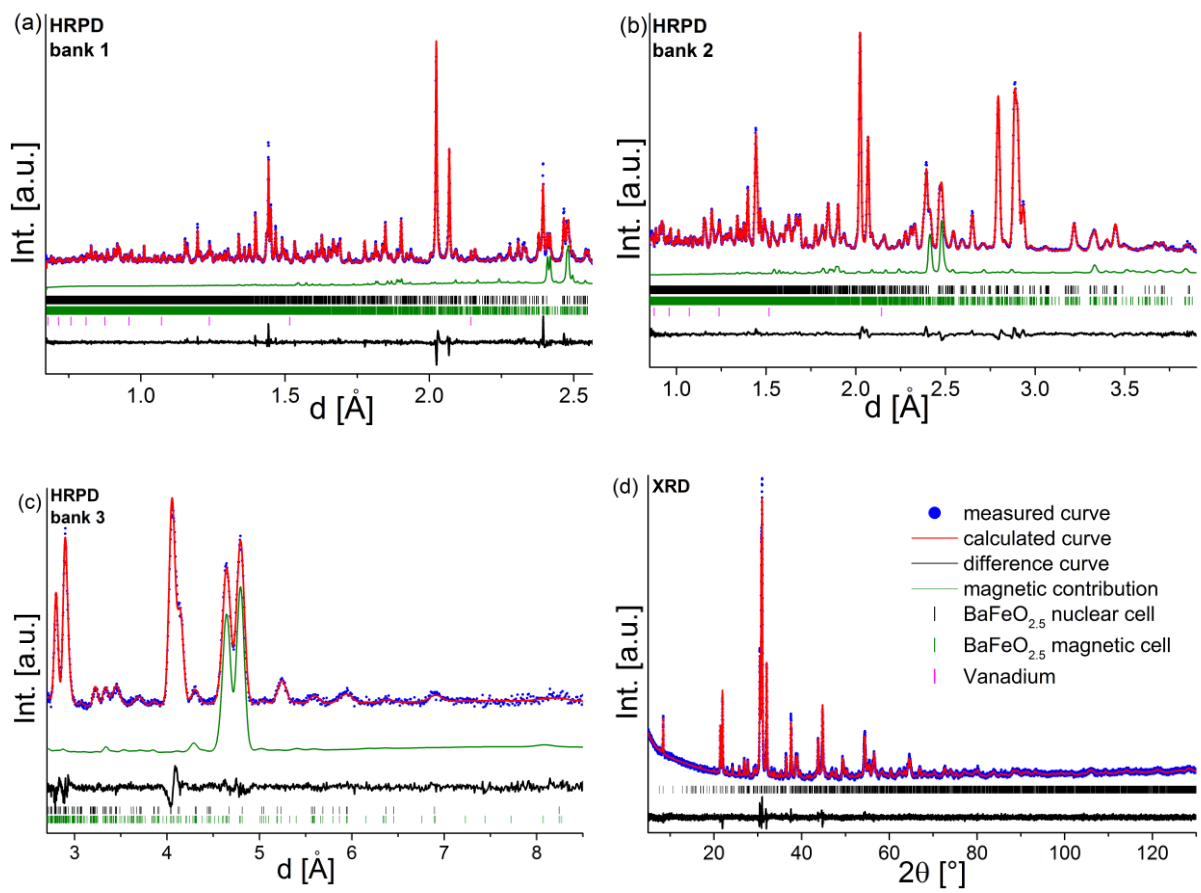 (a) HRPD
bank 1
Int. [a.u.]
1.0 1.5 2.0 2.5
d [Å]
(b) HRPD
bank 2
Int. [a.u.]
1.0 1.5 2.0 2.5 3.0 3.5
d [Å]
(c) HRPD
bank 3
Int. [a.u.]
3 4 5 6 7 8
d [Å]
(d) XRD
measured curve
calculated curve
difference curve
magnetic contribution
BaFeO2.5 nuclear cell
BaFeO2.5 magnetic cell
Vanadium
Int. [a.u.]
20 40 60 80 100 120
2θ [°]